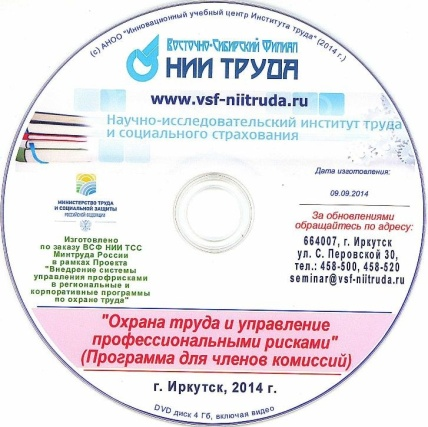 (с) АНОО "Инновационный учебный центр Института труда" (2014 г.)
Восточно-Сибирский Филиал
НИИ ТРУДА
www.vsf-niitruda.ru
Научно-исследовательский институт труда
и социального страхования
Дата изготовления:
09.09.2014
МИНИСТЕРСТВО ТРУДА
И СОЦИАЛЬНОЙ ЗАЩИТЫ
РОССИЙСКОЙ ФЕДЕРАЦИИ
Изготовлено
по заказу ВСФ НИИ ТСС
Минтруда России
в рамках Проекта
"Внедрение системы
управления профрисками
в региональные и
корпоративные программы
по охране труда"
За обновлениями
обращайтесь по адресу:
664007, г. Иркутск
ул. С. Перовской 30,
тел.: 458-500, 458-520
seminar@vsf-niitruda.ru
"Охрана труда и управление
профессиональными рисками"
(Программа для членов комиссий)
г. Иркутск, 2014 г.
DVD диск 4 Гб, включая видео